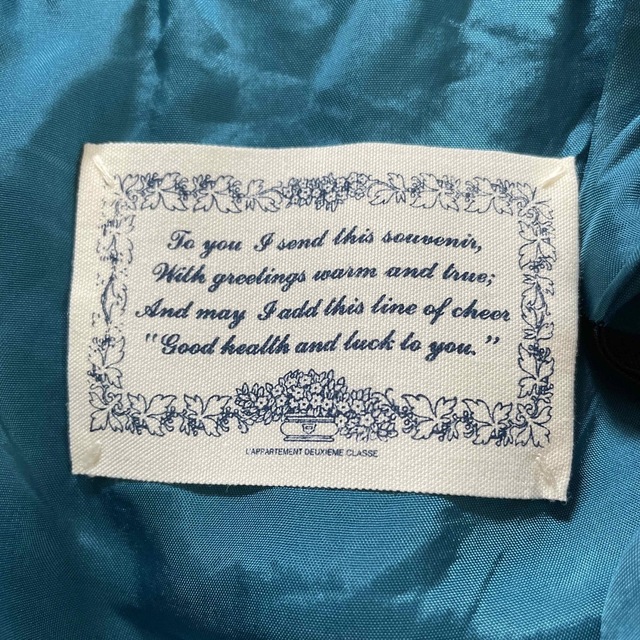 To you I send this souvenir,
With greetings warm and true;
And may I add this line of cheer
"Good health and luck to you."
L'APPARTEMENT DEUXIÈME CLASSE